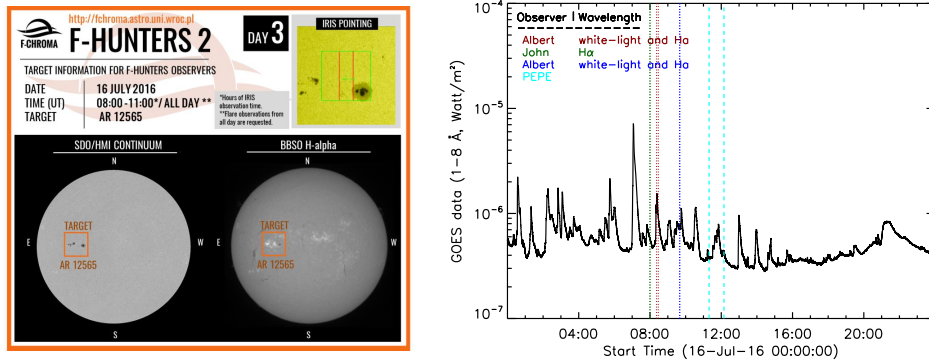 http://fchroma.astro.uni.wroc.pl
F-CHROMA
F-HUNTERS 2
DAY 3
IRIS POINTING
TARGET INFORMATION FOR F-HUNTERS OBSERVERS
DATE 16 JULY 2016
TIME (UT) 08:00 -11:00*/ ALL DAY **
TARGET AR 12565
*Hours of IRIS
observation time.
**Flare observations from
all day are requested.
SDO/HMI CONTINUUM
BBSO H-alpha
N
N
TARGET
TARGET
E
W
E
W
AR 12565
AR 12565
S
S
GOES data (1-8 Å, Watt/m²)
10⁻⁴
10⁻⁵
10⁻⁶
10⁻⁷
Observer | Wavelength
Albert white-light and Ha
John Hα
Albert white-light and Ha
PEPE
04:00 08:00 12:00 16:00 20:00
Start Time (16-Jul-16 00:00:00)